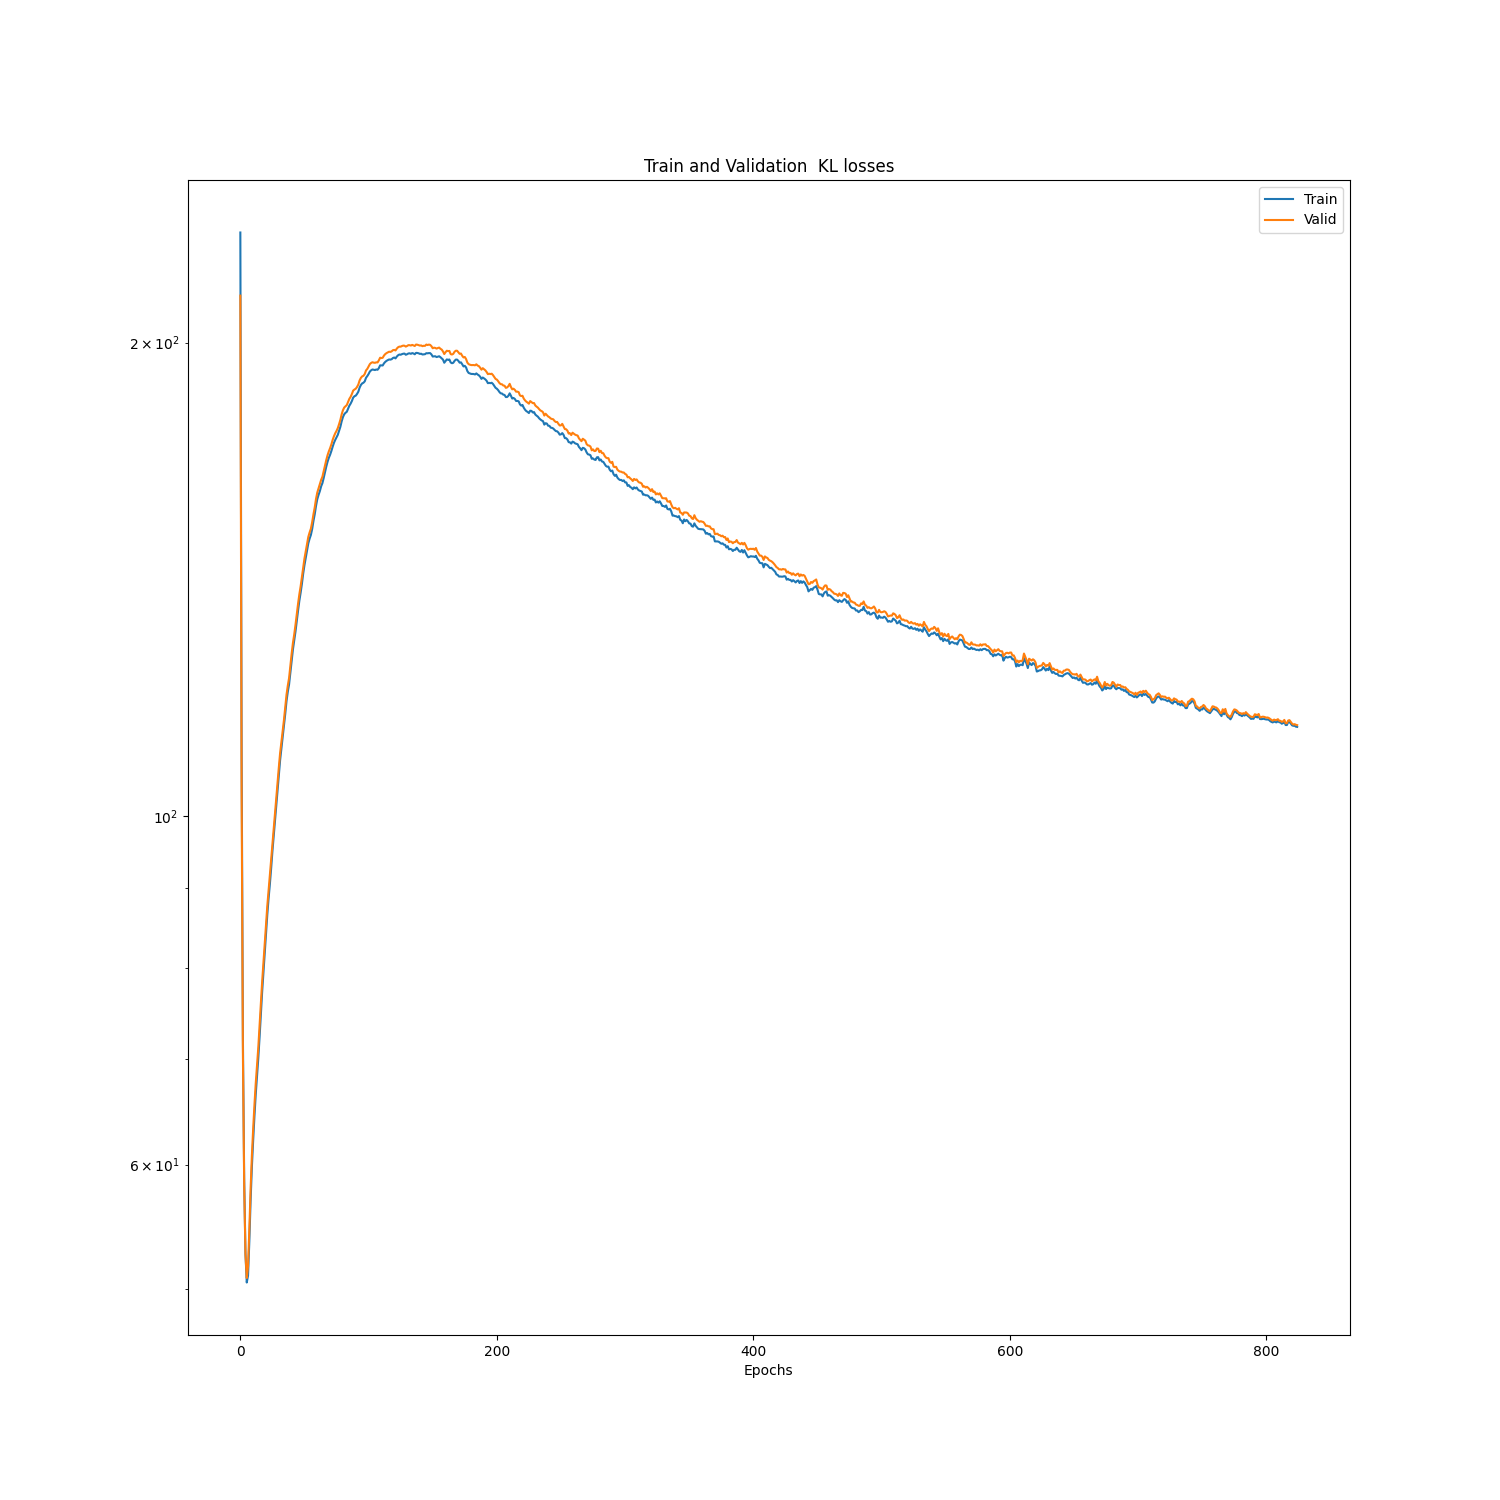 Train and Validation  KL losses
Train
Valid
2 × 10²
10²
6 × 10¹
0 200 400 600 800
Epochs